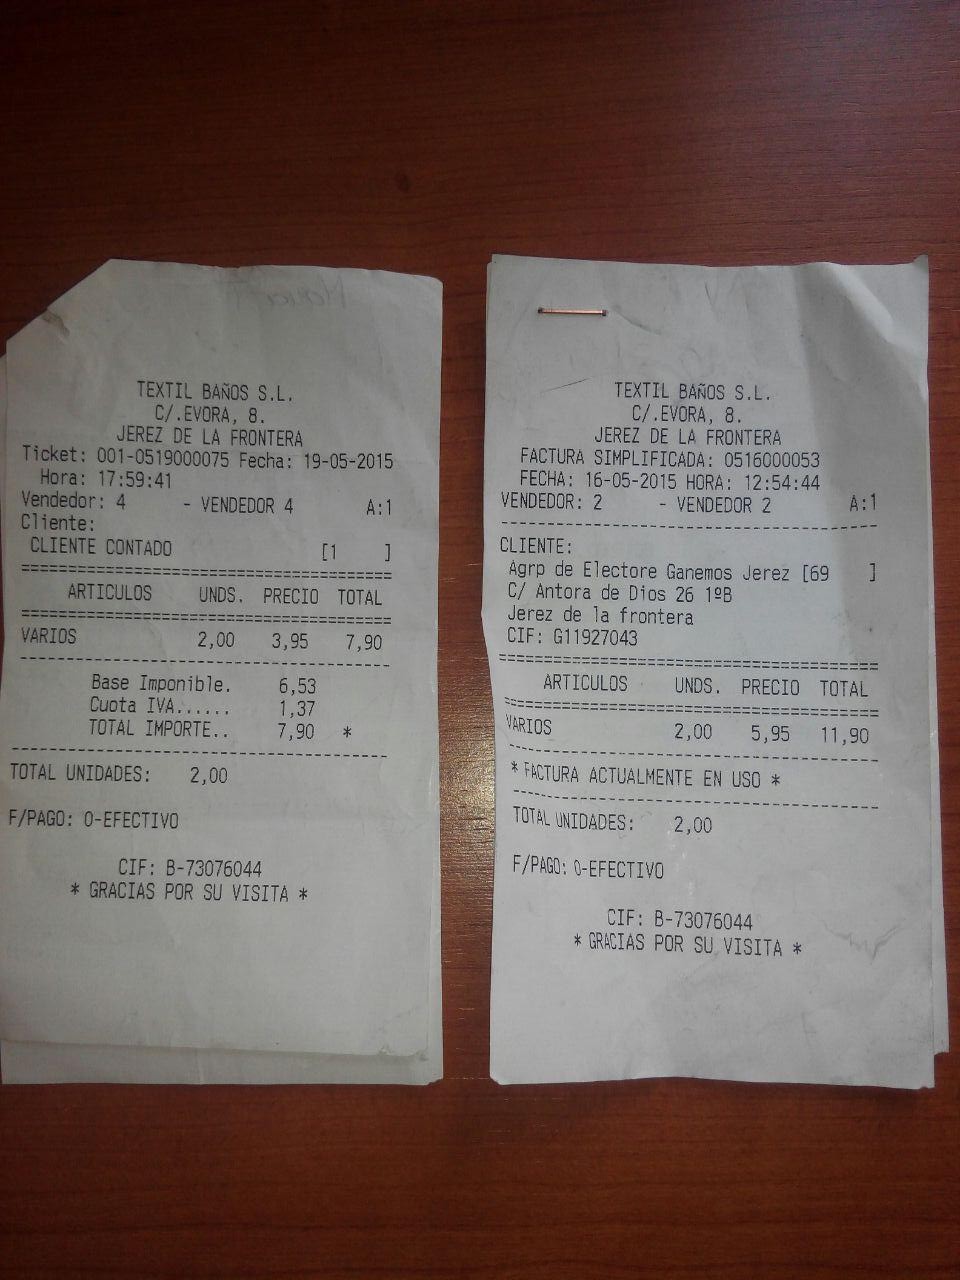 TEXTIL BAÑOS S.L.
C/.EVORA, 8.
JEREZ DE LA FRONTERA
Ticket: 001-0519000075 Fecha: 19-05-2015
Hora: 17:59:41
Vendedor: 4 - VENDEDOR 4 A:1
Cliente:
CLIENTE CONTADO [1 ]
========================================
ARTICULOS UNDS. PRECIO TOTAL
========================================
VARIOS 2,00 3,95 7,90
----------------------------------------
Base Imponible. 6,53
Cuota IVA...... 1,37
TOTAL IMPORTE.. 7,90 *
----------------------------------------
TOTAL UNIDADES: 2,00
F/PAGO: 0-EFECTIVO
CIF: B-73076044
* GRACIAS POR SU VISITA *
TEXTIL BAÑOS S.L.
C/.EVORA, 8.
JEREZ DE LA FRONTERA
FACTURA SIMPLIFICADA: 0516000053
FECHA: 16-05-2015 HORA: 12:54:44
VENDEDOR: 2 - VENDEDOR 2 A:1
----------------------------------------
CLIENTE:
Agrp de Electore Ganemos Jerez [69 ]
C/ Antora de Dios 26 1ºB
Jerez de la frontera
CIF: G11927043
========================================
ARTICULOS UNDS. PRECIO TOTAL
========================================
VARIOS 2,00 5,95 11,90
----------------------------------------
* FACTURA ACTUALMENTE EN USO *
----------------------------------------
TOTAL UNIDADES: 2,00
F/PAGO: 0-EFECTIVO
CIF: B-73076044
* GRACIAS POR SU VISITA *